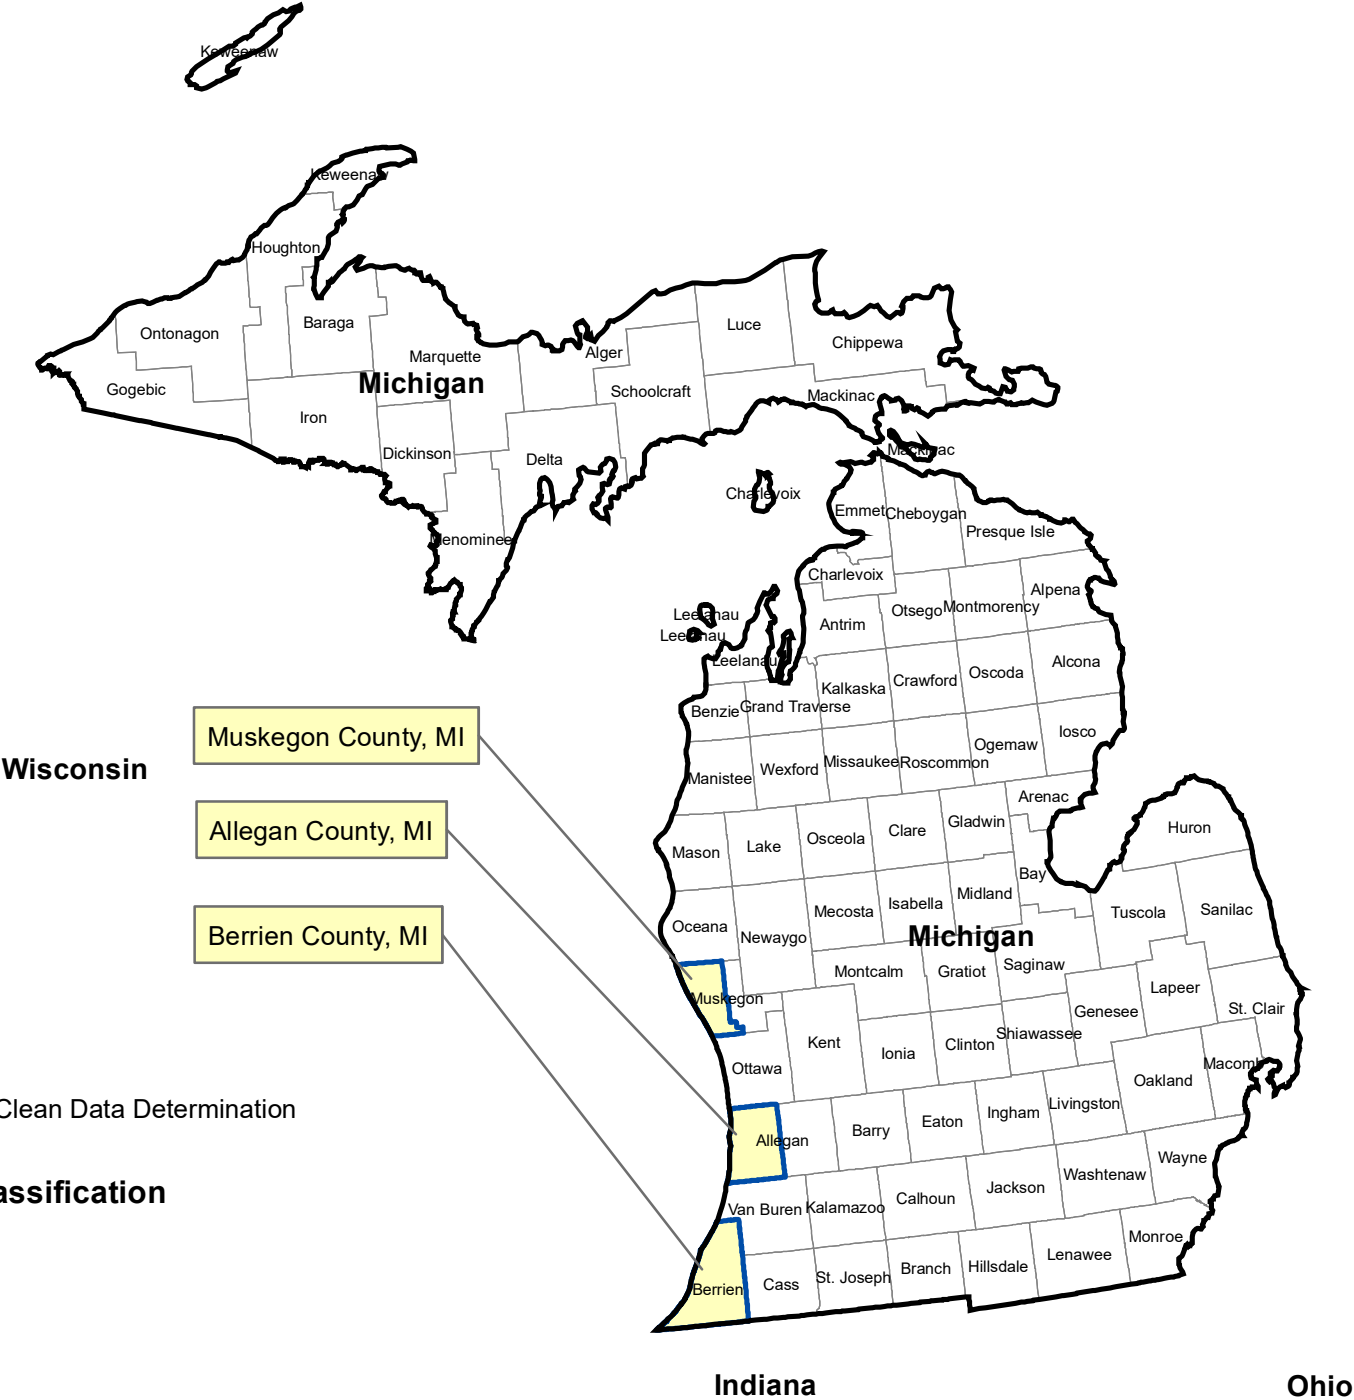 Keweenaw
Keweenaw
Houghton
Ontonagon
Baraga
Luce
Chippewa
Marquette
Alger
Michigan
Gogebic
Schoolcraft
Mackinac
Iron
Dickinson
Delta
Mackinac
Charlevoix
Emmet
Cheboygan
Presque Isle
Menominee
Charlevoix
Alpena
Otsego
Montmorency
Leelanau
Antrim
Leelanau
Leelanau
Alcona
Oscoda
Crawford
Kalkaska
Benzie
Grand Traverse
Iosco
Muskegon County, MI
Ogemaw
Wisconsin
Wexford
Missaukee
Roscommon
Manistee
Arenac
Allegan County, MI
Gladwin
Huron
Clare
Osceola
Lake
Mason
Bay
Midland
Isabella
Mecosta
Tuscola
Sanilac
Oceana
Newaygo
Berrien County, MI
Michigan
Saginaw
Montcalm
Gratiot
Lapeer
Muskegon
St. Clair
Genesee
Shiawassee
Kent
Clinton
Ionia
Ottawa
Macomb
Oakland
Clean Data Determination
Livingston
Ingham
Eaton
Barry
Allegan
Wayne
Washtenaw
Jackson
assification
Calhoun
Kalamazoo
Van Buren
Monroe
Lenawee
Hillsdale
Branch
St. Joseph
Cass
Berrien
Indiana
Ohio